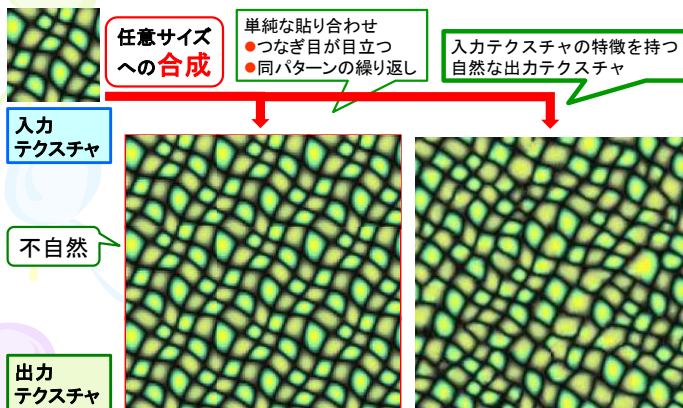 任意サイズ
への合成
単純な貼り合わせ
●つなぎ目が目立つ
●同パターンの繰り返し
入力テクスチャの特徴を持つ
自然な出力テクスチャ
入力
テクスチャ
不自然
出力
テクスチャ